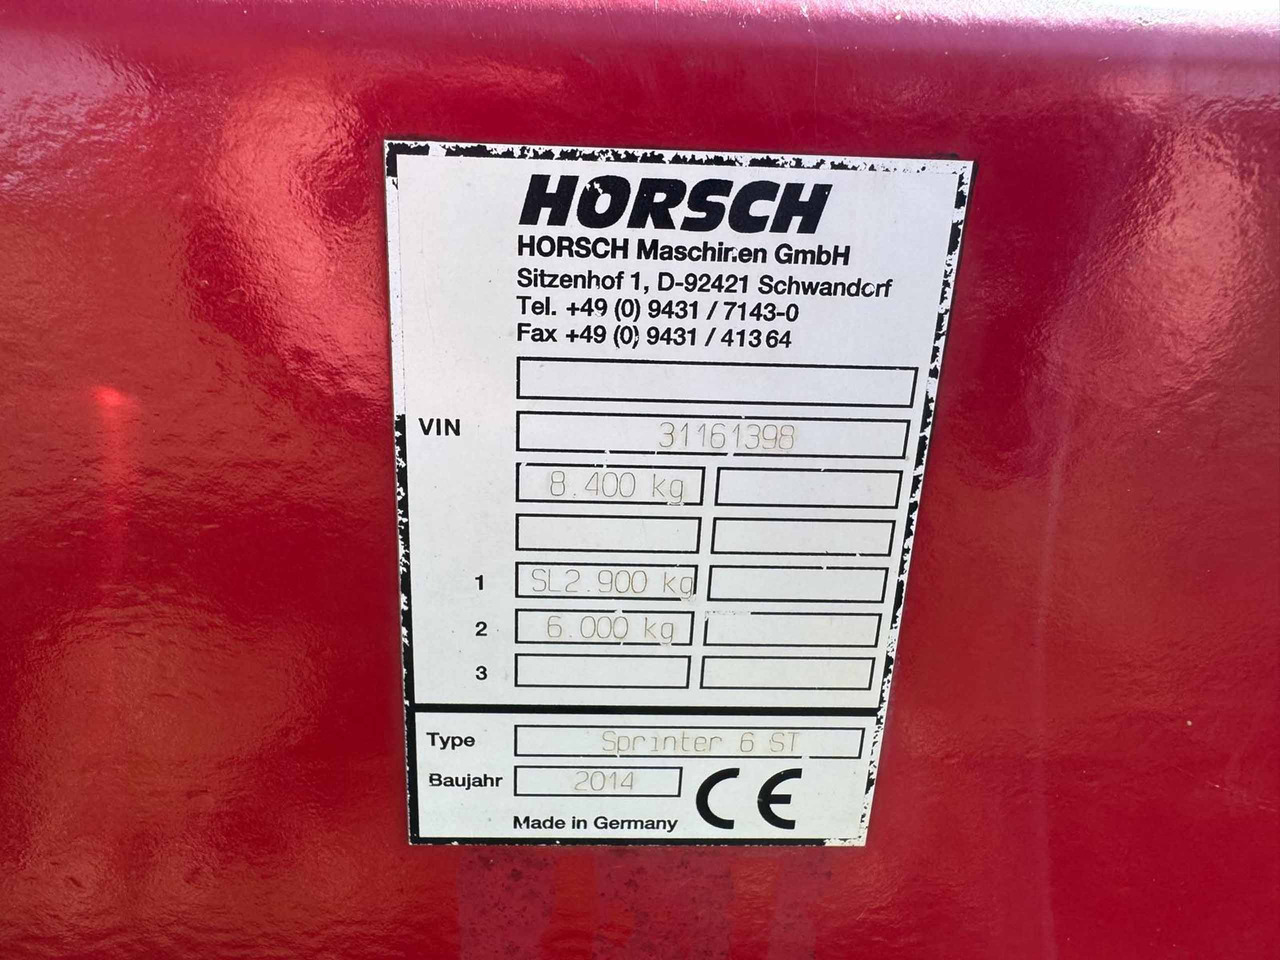 HORSCH
HORSCH Maschinen GmbH
Sitzenhof 1, D-92421 Schwandorf
Tel. +49 (0) 9431 / 7143-0
Fax +49 (0) 9431 / 41364
VIN 31161398
8.400 kg
1 SL2.900 kg
2 6.000 kg
3
Type Sprinter 6 ST
Baujahr 2014 CE
Made in Germany